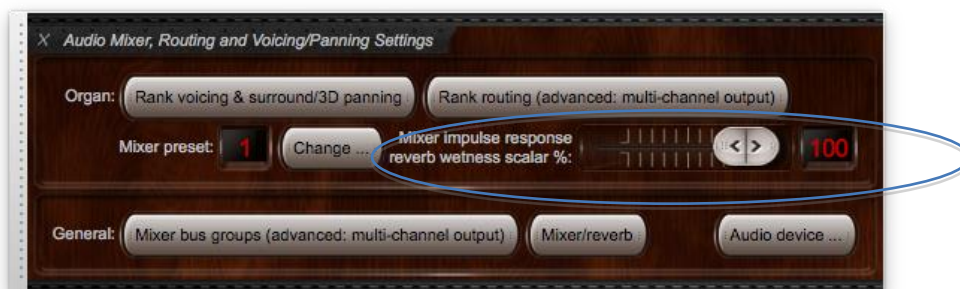 X Audio Mixer, Routing and Voicing/Panning Settings
Organ: Rank voicing & surround/3D panning Rank routing (advanced: multi-channel output)
Mixer preset: 1 Change ... Mixer impulse response
reverb wetness scalar %: < > 100
General: Mixer bus groups (advanced: multi-channel output) Mixer/reverb Audio device ...